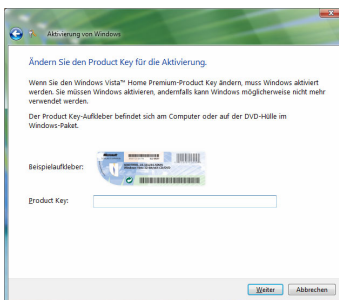 Aktivierung von Windows
Ändern Sie den Product Key für die Aktivierung.
Wenn Sie den Windows Vista™ Home Premium-Product Key ändern, muss Windows aktiviert
werden. Sie müssen Windows aktivieren, andernfalls kann Windows möglicherweise nicht mehr
verwendet werden.
Der Product Key-Aufkleber befindet sich am Computer oder auf der DVD-Hülle im
Windows-Paket.
Beispielaufkleber:
Product Key:
Weiter Abbrechen